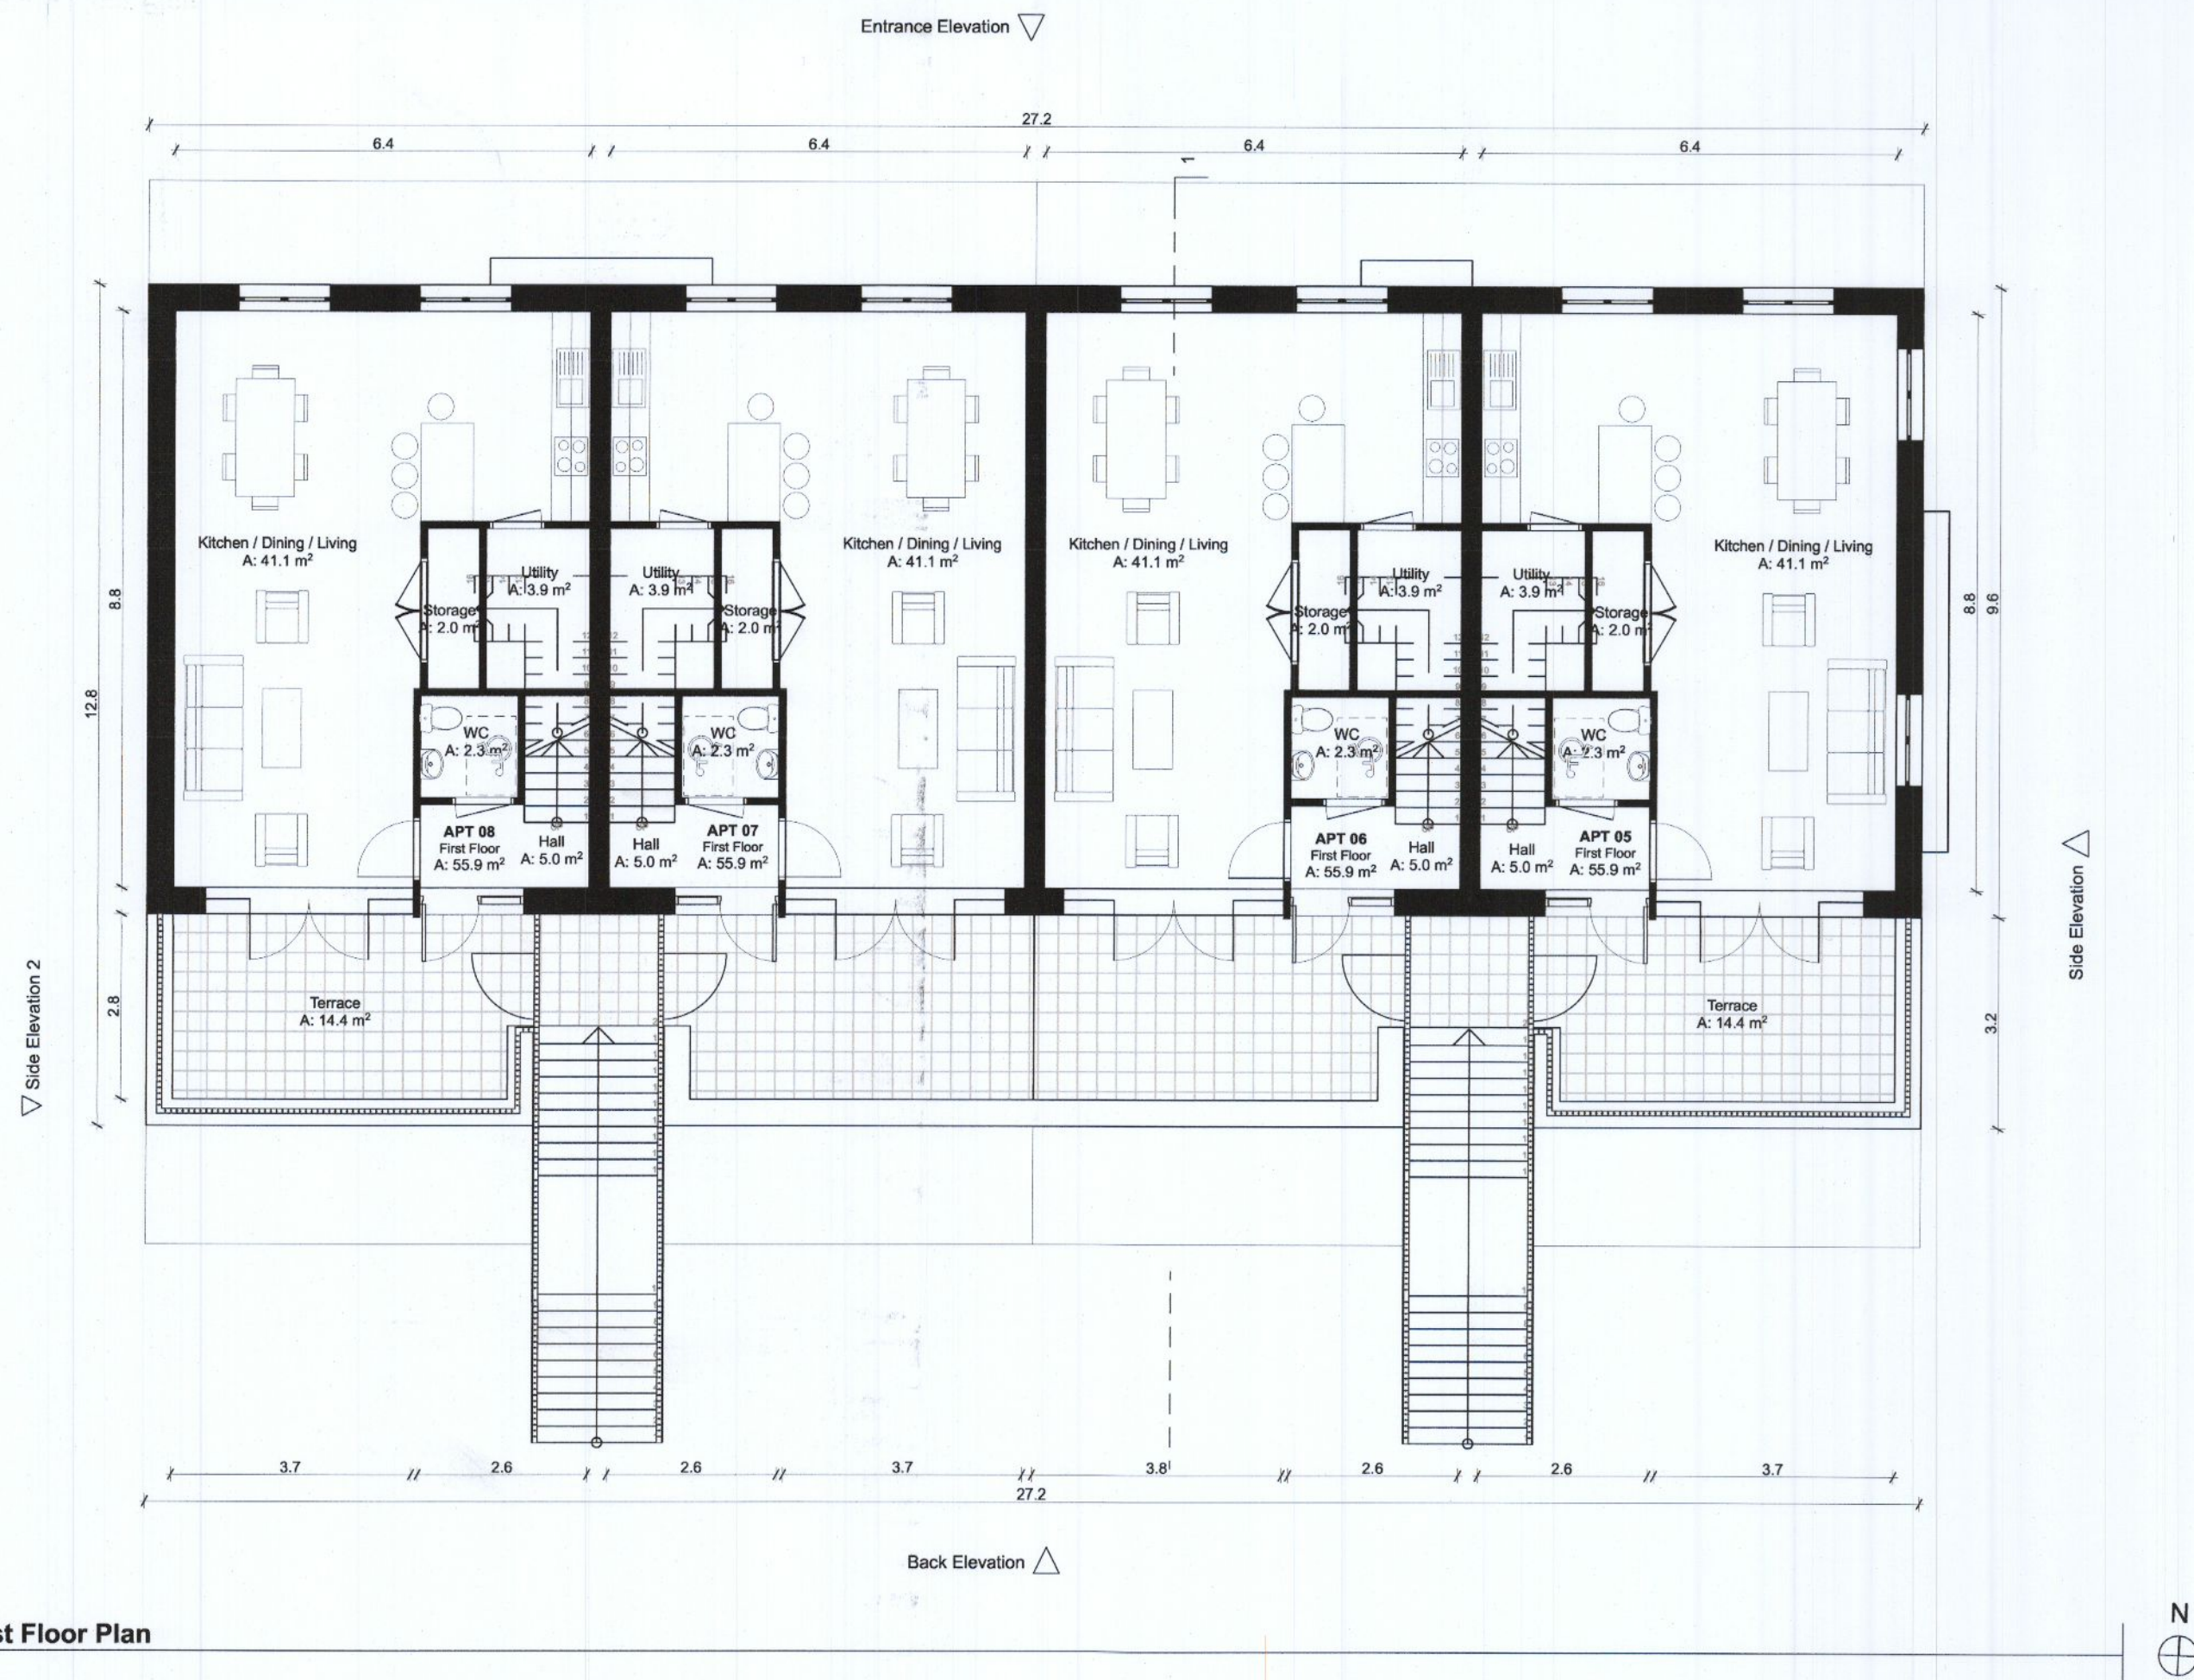 Entrance Elevation
27.2
6.4
6.4
6.4
6.4
1
Kitchen / Dining / Living
A: 41.1 m²
Kitchen / Dining / Living
A: 41.1 m²
Kitchen / Dining / Living
A: 41.1 m²
Kitchen / Dining / Living
A: 41.1 m²
Utility
A: 3.9 m²
Utility
A: 3.9 m²
Utility
A: 3.9 m²
Utility
A: 3.9 m²
Storage
A: 2.0 m²
Storage
A: 2.0 m²
Storage
A: 2.0 m²
Storage
A: 2.0 m²
8.8
12.8
8.8
9.6
WC
A: 2.3 m²
WC
A: 2.3 m²
WC
A: 2.3 m²
WC
A: 2.3 m²
APT 08
First Floor
A: 55.9 m²
Hall
A: 5.0 m²
Hall
A: 5.0 m²
APT 07
First Floor
A: 55.9 m²
APT 06
First Floor
A: 55.9 m²
Hall
A: 5.0 m²
Hall
A: 5.0 m²
APT 05
First Floor
A: 55.9 m²
Side Elevation
Side Elevation 2
2.8
Terrace
A: 14.4 m²
Terrace
A: 14.4 m²
3.2
3.7
2.6
2.6
3.7
3.8
2.6
2.6
3.7
27.2
Back Elevation
st Floor Plan
N